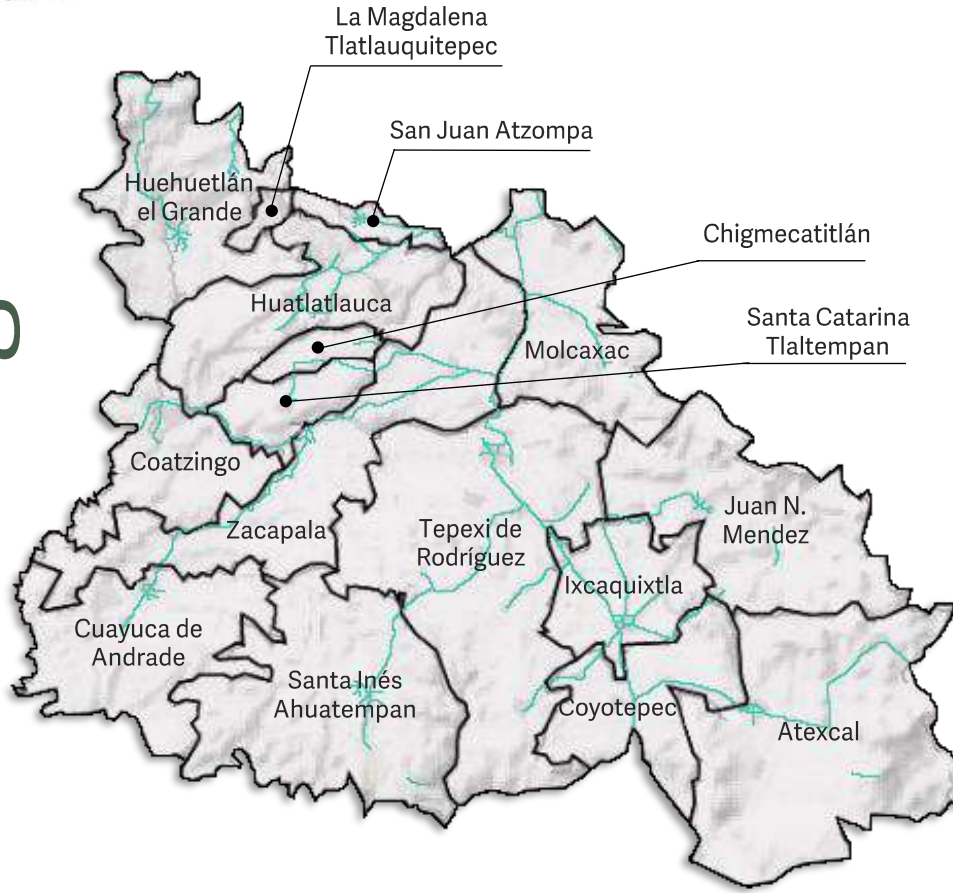 La Magdalena
Tlatlauquitepec
San Juan Atzompa
Huehuetlán
el Grande
Chigmecatitlán
Huatlatlauca
Santa Catarina
Tlaltempan
Molcaxac
Coatzingo
Juan N.
Mendez
Zacapala
Tepexi de
Rodríguez
Ixcaquixtla
Cuayuca de
Andrade
Santa Inés
Ahuatempan
Coyotepec
Atexcal